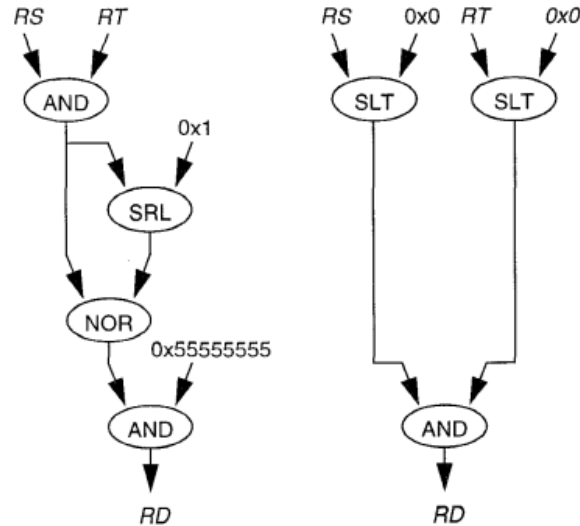 RS RT
AND
0x1
SRL
NOR
0x55555555
AND
RD
RS 0x0 RT 0x0
SLT SLT
AND
RD